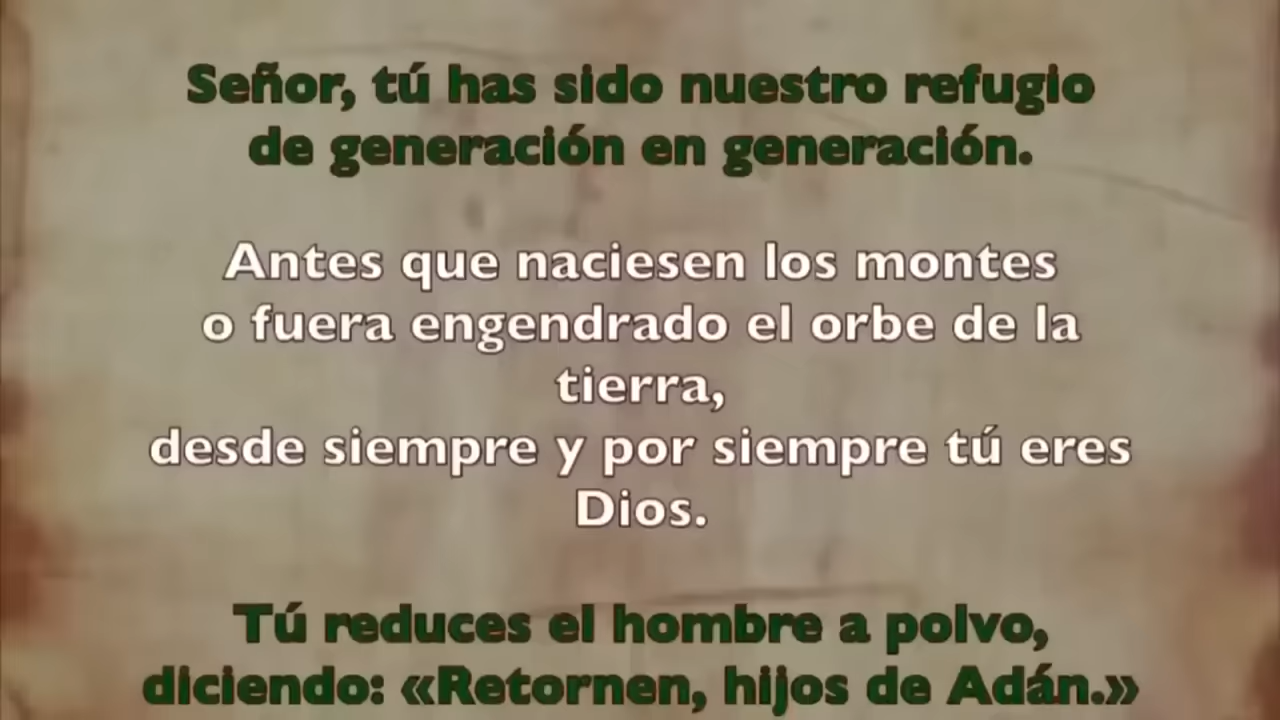 Señor, tú has sido nuestro refugio
de generación en generación.
Antes que naciesen los montes
o fuera engendrado el orbe de la
tierra,
desde siempre y por siempre tú eres
Dios.
Tú reduces el hombre a polvo,
diciendo: «Retornen, hijos de Adán.»